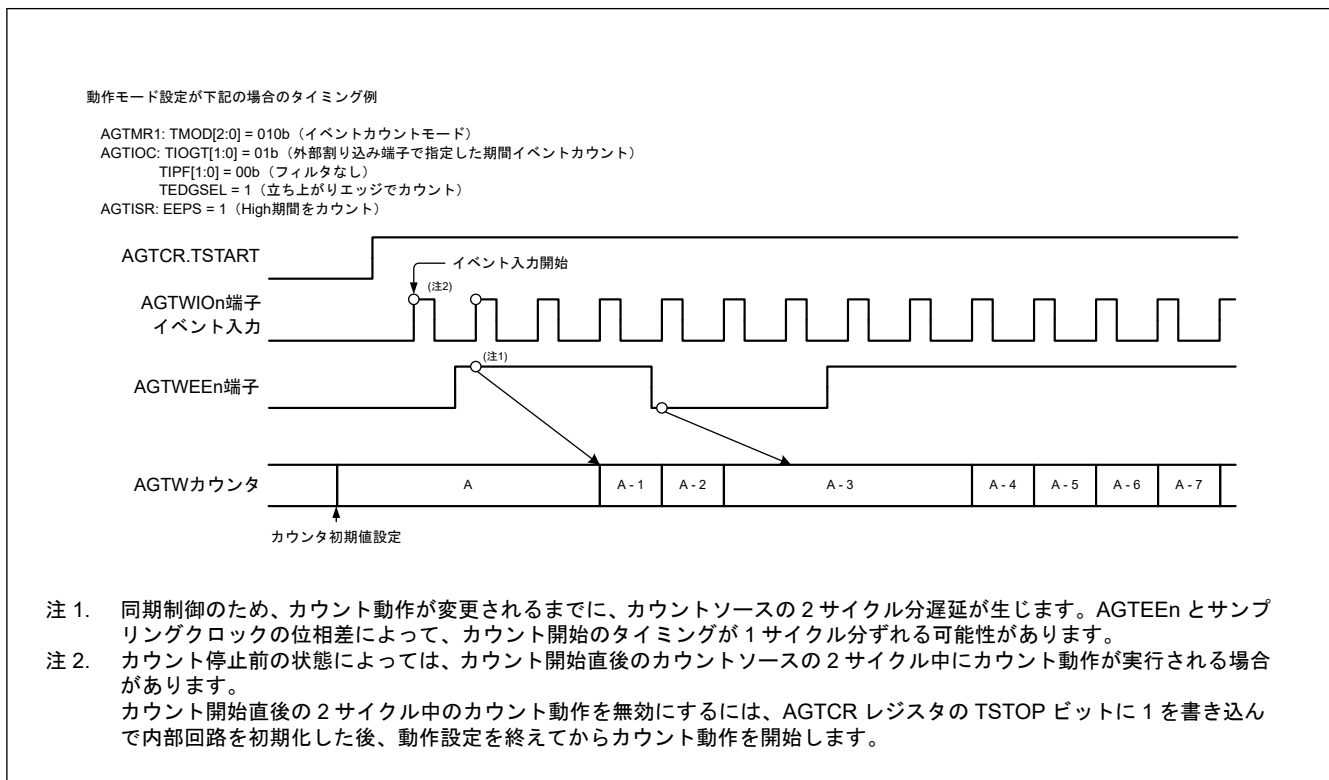 動作モード設定が下記の場合のタイミング例
AGTMR1: TMOD[2:0] = 010b（イベントカウントモード）
AGTIOC: TIOGT[1:0] = 01b（外部割り込み端子で指定した期間イベントカウント）
TIPF[1:0] = 00b（フィルタなし）
TEDGSEL = 1（立ち上がりエッジでカウント）
AGTISR: EEPS = 1（High期間をカウント）
AGTCR.TSTART
イベント入力開始
(注2)
AGTWIOn端子
イベント入力
(注1)
AGTWEEn端子
AGTWカウンタ
A
A - 1
A - 2
A - 3
A - 4
A - 5
A - 6
A - 7
カウンタ初期値設定
注 1. 同期制御のため、カウント動作が変更されるまでに、カウントソースの 2 サイクル分遅延が生じます。AGTEEn とサンプ
リングクロックの位相差によって、カウント開始のタイミングが 1 サイクル分ずれる可能性があります。
注 2. カウント停止前の状態によっては、カウント開始直後のカウントソースの 2 サイクル中にカウント動作が実行される場合
があります。
カウント開始直後の 2 サイクル中のカウント動作を無効にするには、AGTCR レジスタの TSTOP ビットに 1 を書き込ん
で内部回路を初期化した後、動作設定を終えてからカウント動作を開始します。